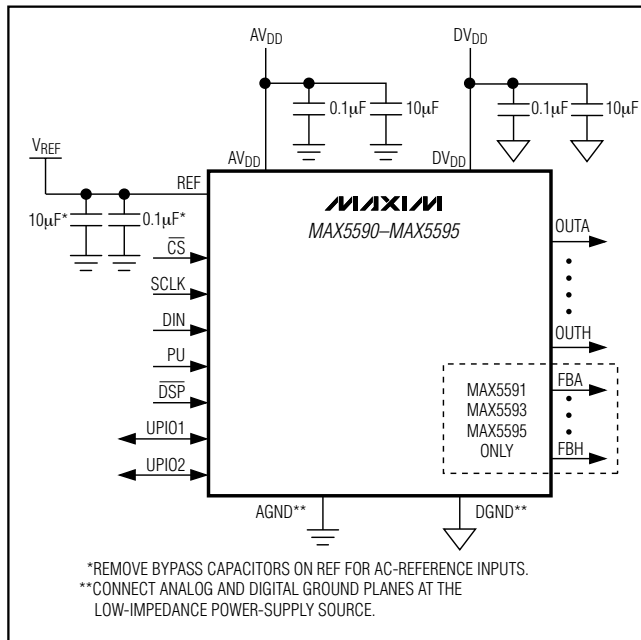 AVDD
DVDD
0.1µF
10µF
0.1µF
10µF
VREF
REF
AVDD
DVDD
10µF*
0.1µF*
MAXIM
MAX5590–MAX5595
CS
SCLK
DIN
PU
DSP
UPIO1
UPIO2
OUTA
OUTH
FBA
FBH
MAX5591
MAX5593
MAX5595
ONLY
AGND**
DGND**
*REMOVE BYPASS CAPACITORS ON REF FOR AC-REFERENCE INPUTS.
**CONNECT ANALOG AND DIGITAL GROUND PLANES AT THE
LOW-IMPEDANCE POWER-SUPPLY SOURCE.